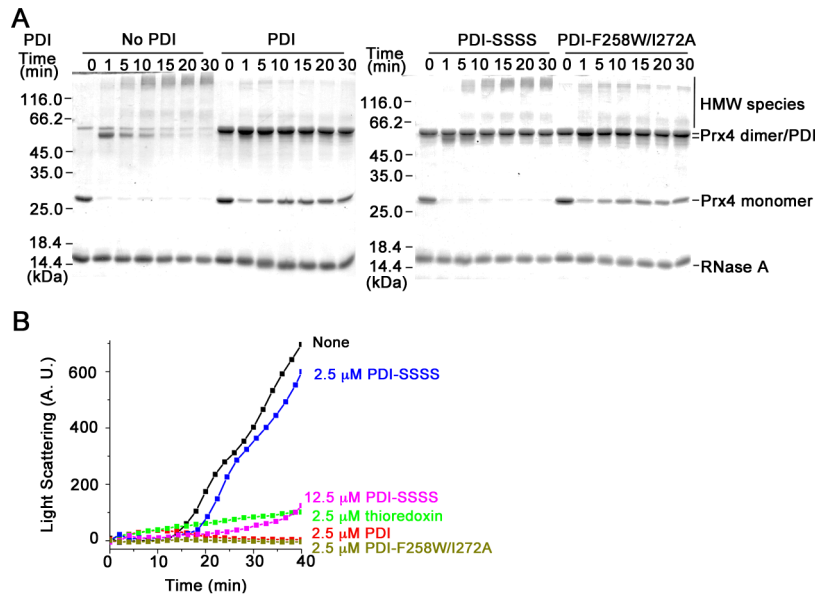 A
PDI No PDI PDI PDI-SSSS PDI-F258W/I272A
Time (min) 0 1 5 10 15 20 30 0 1 5 10 15 20 30 Time (min) 0 1 5 10 15 20 30 0 1 5 10 15 20 30
116.0 116.0 HMW species
66.2 66.2
Prx4 dimer/PDI
45.0 45.0
35.0 35.0
Prx4 monomer
25.0 25.0
18.4 18.4
14.4 14.4 RNase A
(kDa) (kDa)
B
Light Scattering (A. U.)
600
400
200
0
None
2.5 μM PDI-SSSS
12.5 μM PDI-SSSS
2.5 μM thioredoxin
2.5 μM PDI
2.5 μM PDI-F258W/I272A
0 10 20 30 40
Time (min)